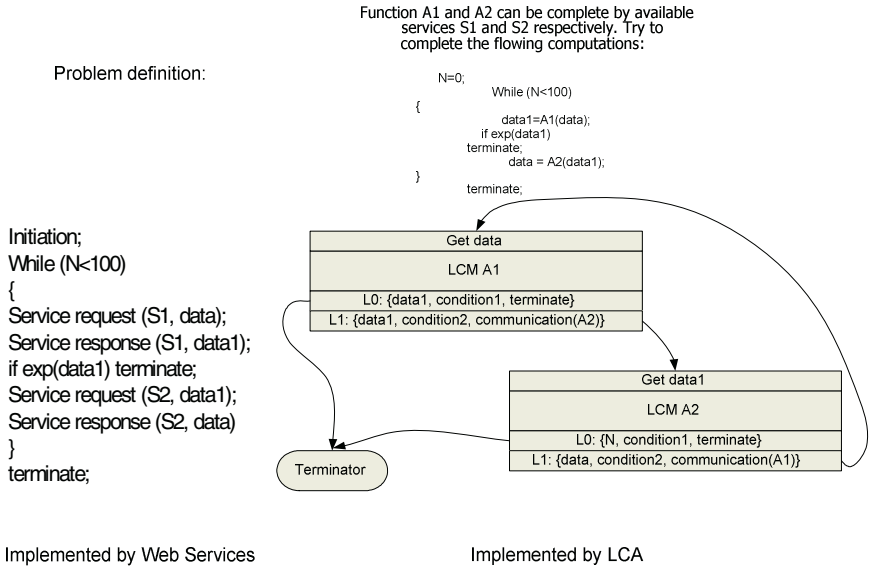 Function A1 and A2 can be complete by available
services S1 and S2 respectively. Try to
complete the flowing computations:
Problem definition:
N=0;
While (N<100)
{
data1=A1(data);
if exp(data1)
terminate;
data = A2(data1);
}
terminate;
Initiation;
While (N<100)
{
Service request (S1, data);
Service response (S1, data1);
if exp(data1) terminate;
Service request (S2, data1);
Service response (S2, data)
}
terminate;
Get data
LCM A1
L0: {data1, condition1, terminate}
L1: {data1, condition2, communication(A2)}
Get data1
LCM A2
L0: {N, condition1, terminate}
L1: {data, condition2, communication(A1)}
Terminator
Implemented by Web Services
Implemented by LCA